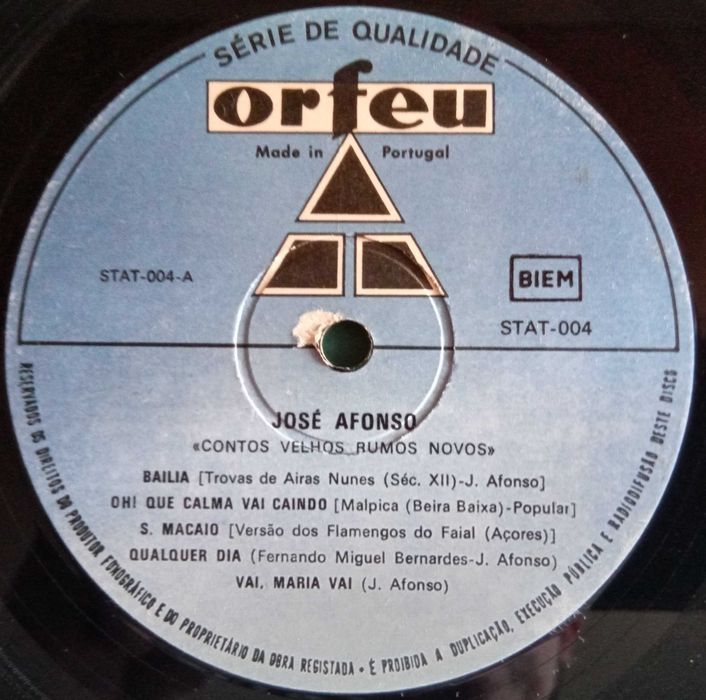 SÉRIE DE QUALIDADE
orfeu
Made in Portugal
STAT-004-A
BIEM
STAT-004
JOSÉ AFONSO
«CONTOS VELHOS RUMOS NOVOS»
BAILIA [Trovas de Airas Nunes (Séc. XII)-J. Afonso]
OH! QUE CALMA VAI CAINDO [Malpica (Beira Baixa)-Popular]
S. MACAIO [Versão dos Flamengos do Faial (Açores)]
QUALQUER DIA (Fernando Miguel Bernardes-J. Afonso)
VAI, MARIA VAI (J. Afonso)
RESERVADOS OS DIREITOS DO PRODUTOR FONOGRÁFICO E DO PROPRIETÁRIO DA OBRA REGISTADA • É PROIBIDA A DUPLICAÇÃO, EXECUÇÃO PÚBLICA E RADIODIFUSÃO DESTE DISCO